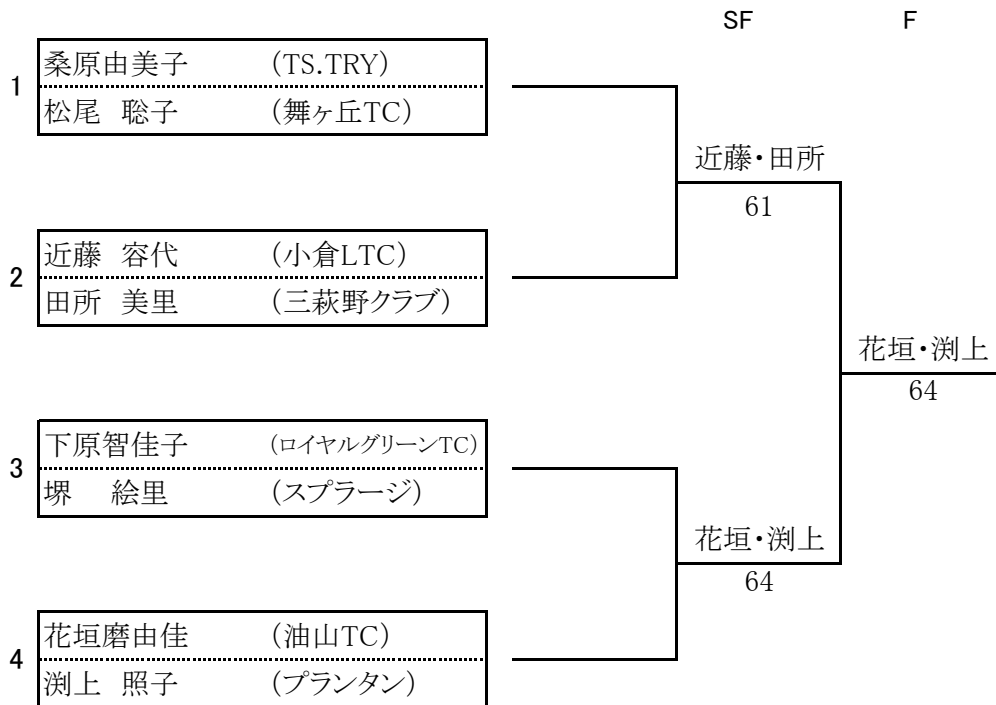 SF F
1
桑原由美子 (TS.TRY)
松尾 聡子 (舞ヶ丘TC)
近藤・田所
61
2
近藤 容代 (小倉LTC)
田所 美里 (三萩野クラブ)
花垣・渕上
64
3
下原智佳子 (ロイヤルグリーンTC)
堺 絵里 (スプラージ)
花垣・渕上
64
4
花垣磨由佳 (油山TC)
渕上 照子 (プランタン)